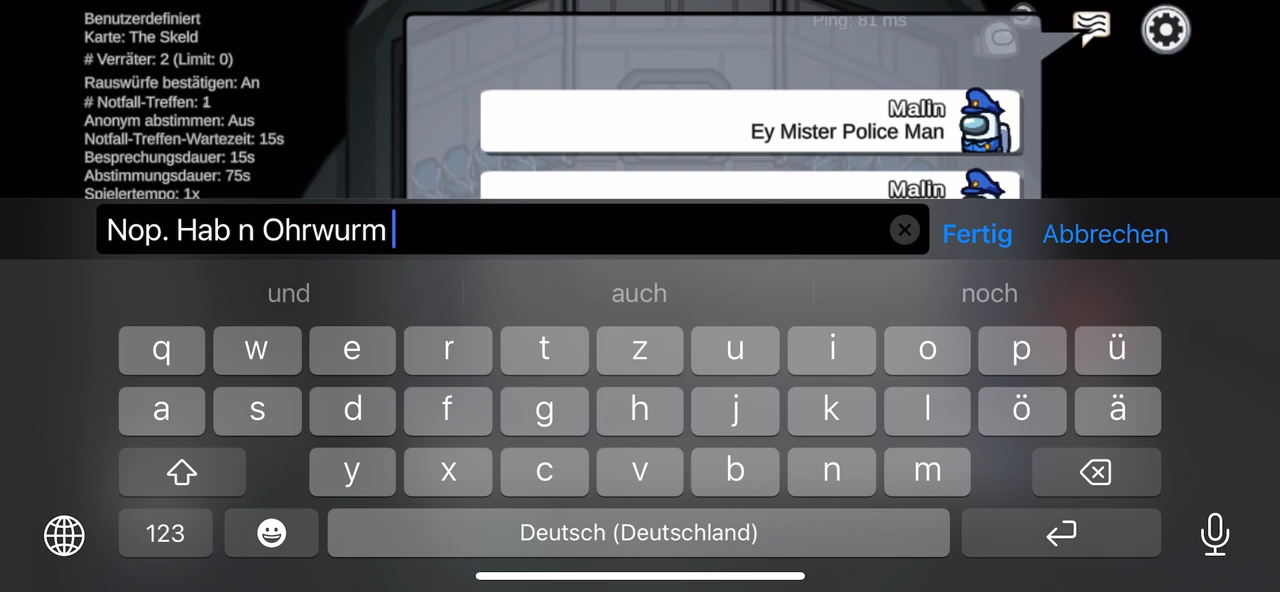 Benutzerdefiniert
Karte: The Skeld
# Verräter: 2 (Limit: 0)
Rauswürfe bestätigen: An
# Notfall-Treffen: 1
Anonym abstimmen: Aus
Notfall-Treffen-Wartezeit: 15s
Besprechungsdauer: 15s
Abstimmungsdauer: 75s
Spielertempo: 1x
Ping: 81 ms
Malin
Ey Mister Police Man
Malin
Nop. Hab n Ohrwurm
Fertig Abbrechen
und auch noch
q w e r t z u i o p ü
a s d f g h j k l ö ä
y x c v b n m
123 Deutsch (Deutschland)